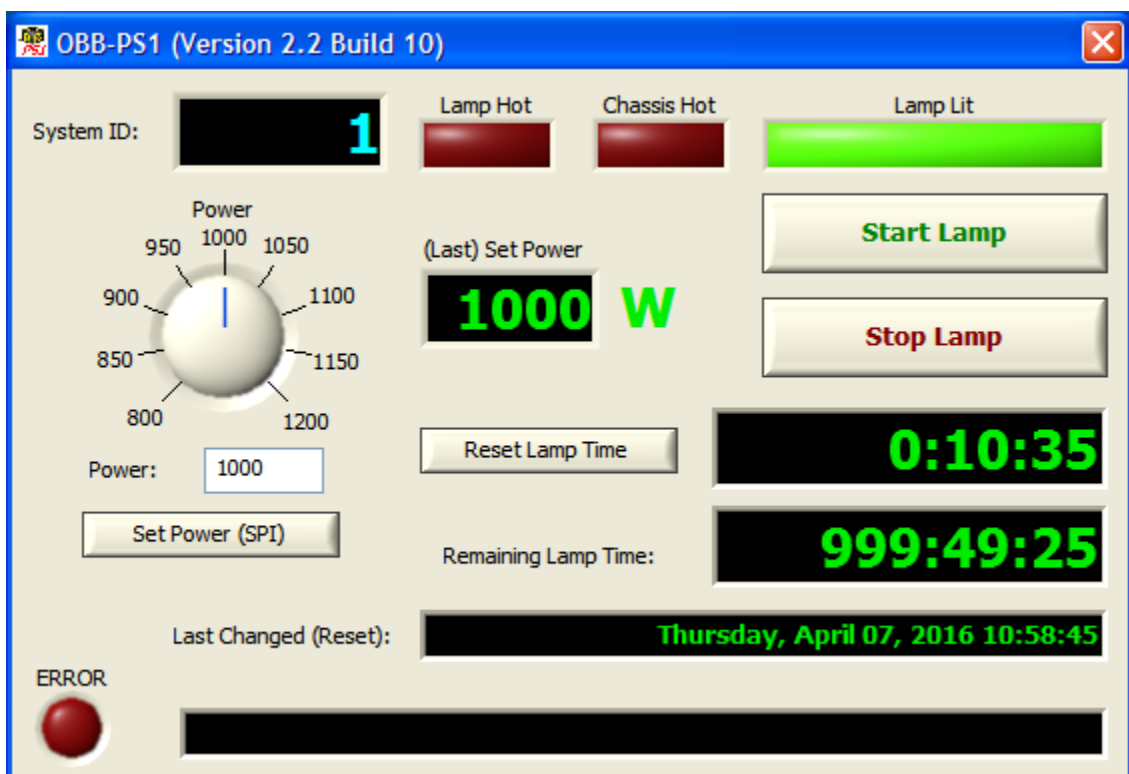 OBB-PS1 (Version 2.2 Build 10)
System ID:
1
Lamp Hot
Chassis Hot
Lamp Lit
Power
800
850
900
950
1000
1050
1100
1150
1200
(Last) Set Power
1000 W
Start Lamp
Stop Lamp
Power:
1000
Set Power (SPI)
Reset Lamp Time
0:10:35
Remaining Lamp Time:
999:49:25
Last Changed (Reset):
Thursday, April 07, 2016 10:58:45
ERROR